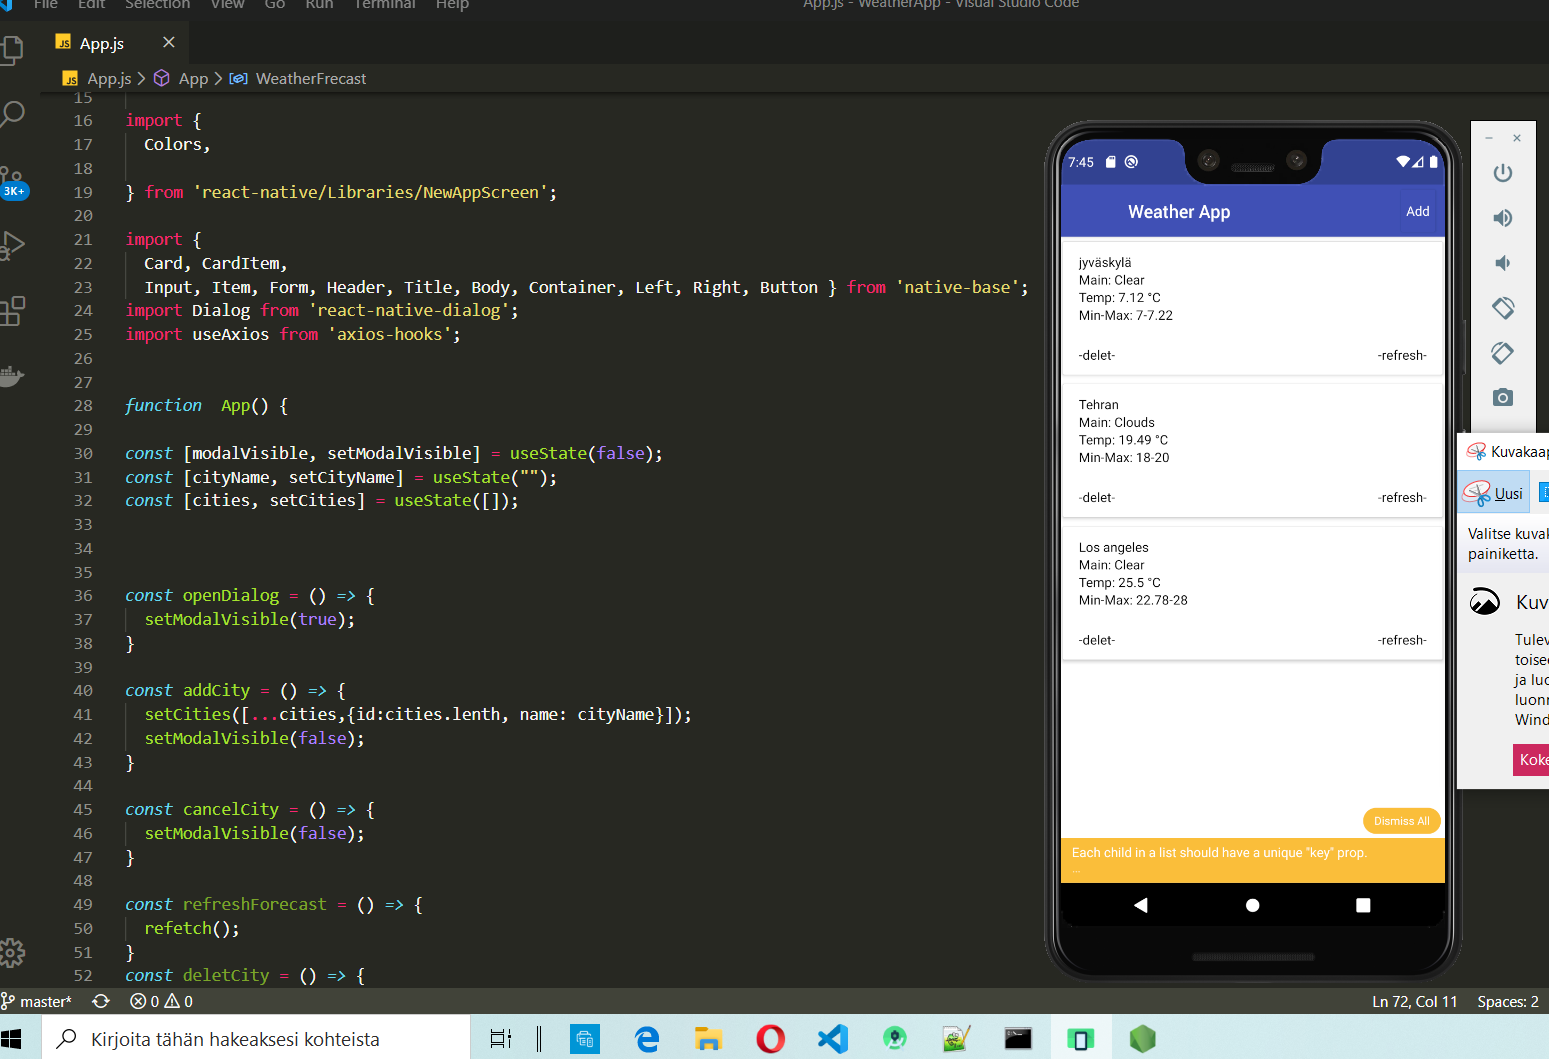 File Edit Selection View Go Run Terminal Help App.js - WeatherApp - Visual Studio Code
JS App.js ×
JS App.js > App > WeatherFrecast
15
16 import {
17 Colors,
18
19 } from 'react-native/Libraries/NewAppScreen';
20
21 import {
22 Card, CardItem,
23 Input, Item, Form, Header, Title, Body, Container, Left, Right, Button } from 'native-base';
24 import Dialog from 'react-native-dialog';
25 import useAxios from 'axios-hooks';
26
27
28 function App() {
29
30 const [modalVisible, setModalVisible] = useState(false);
31 const [cityName, setCityName] = useState("");
32 const [cities, setCities] = useState([]);
33
34
35
36 const openDialog = () => {
37 setModalVisible(true);
38 }
39
40 const addCity = () => {
41 setCities([...cities,{id:cities.lenth, name: cityName}]);
42 setModalVisible(false);
43 }
44
45 const cancelCity = () => {
46 setModalVisible(false);
47 }
48
49 const refreshForecast = () => {
50 refetch();
51 }
52 const deletCity = () => {
3K+
7:45
Weather App Add
jyväskylä
Main: Clear
Temp: 7.12 °C
Min-Max: 7-7.22
-delet- -refresh-
Tehran
Main: Clouds
Temp: 19.49 °C
Min-Max: 18-20
-delet- -refresh-
Los angeles
Main: Clear
Temp: 25.5 °C
Min-Max: 22.78-28
-delet- -refresh-
Dismiss All
Each child in a list should have a unique "key" prop.
Kuvakaap
Uusi
Valitse kuvak
painiketta.
Kuv
Tulev
toisee
ja luo
luonn
Wind
Koke
master* 0 0 Ln 72, Col 11 Spaces: 2
Kirjoita tähän hakeaksesi kohteista